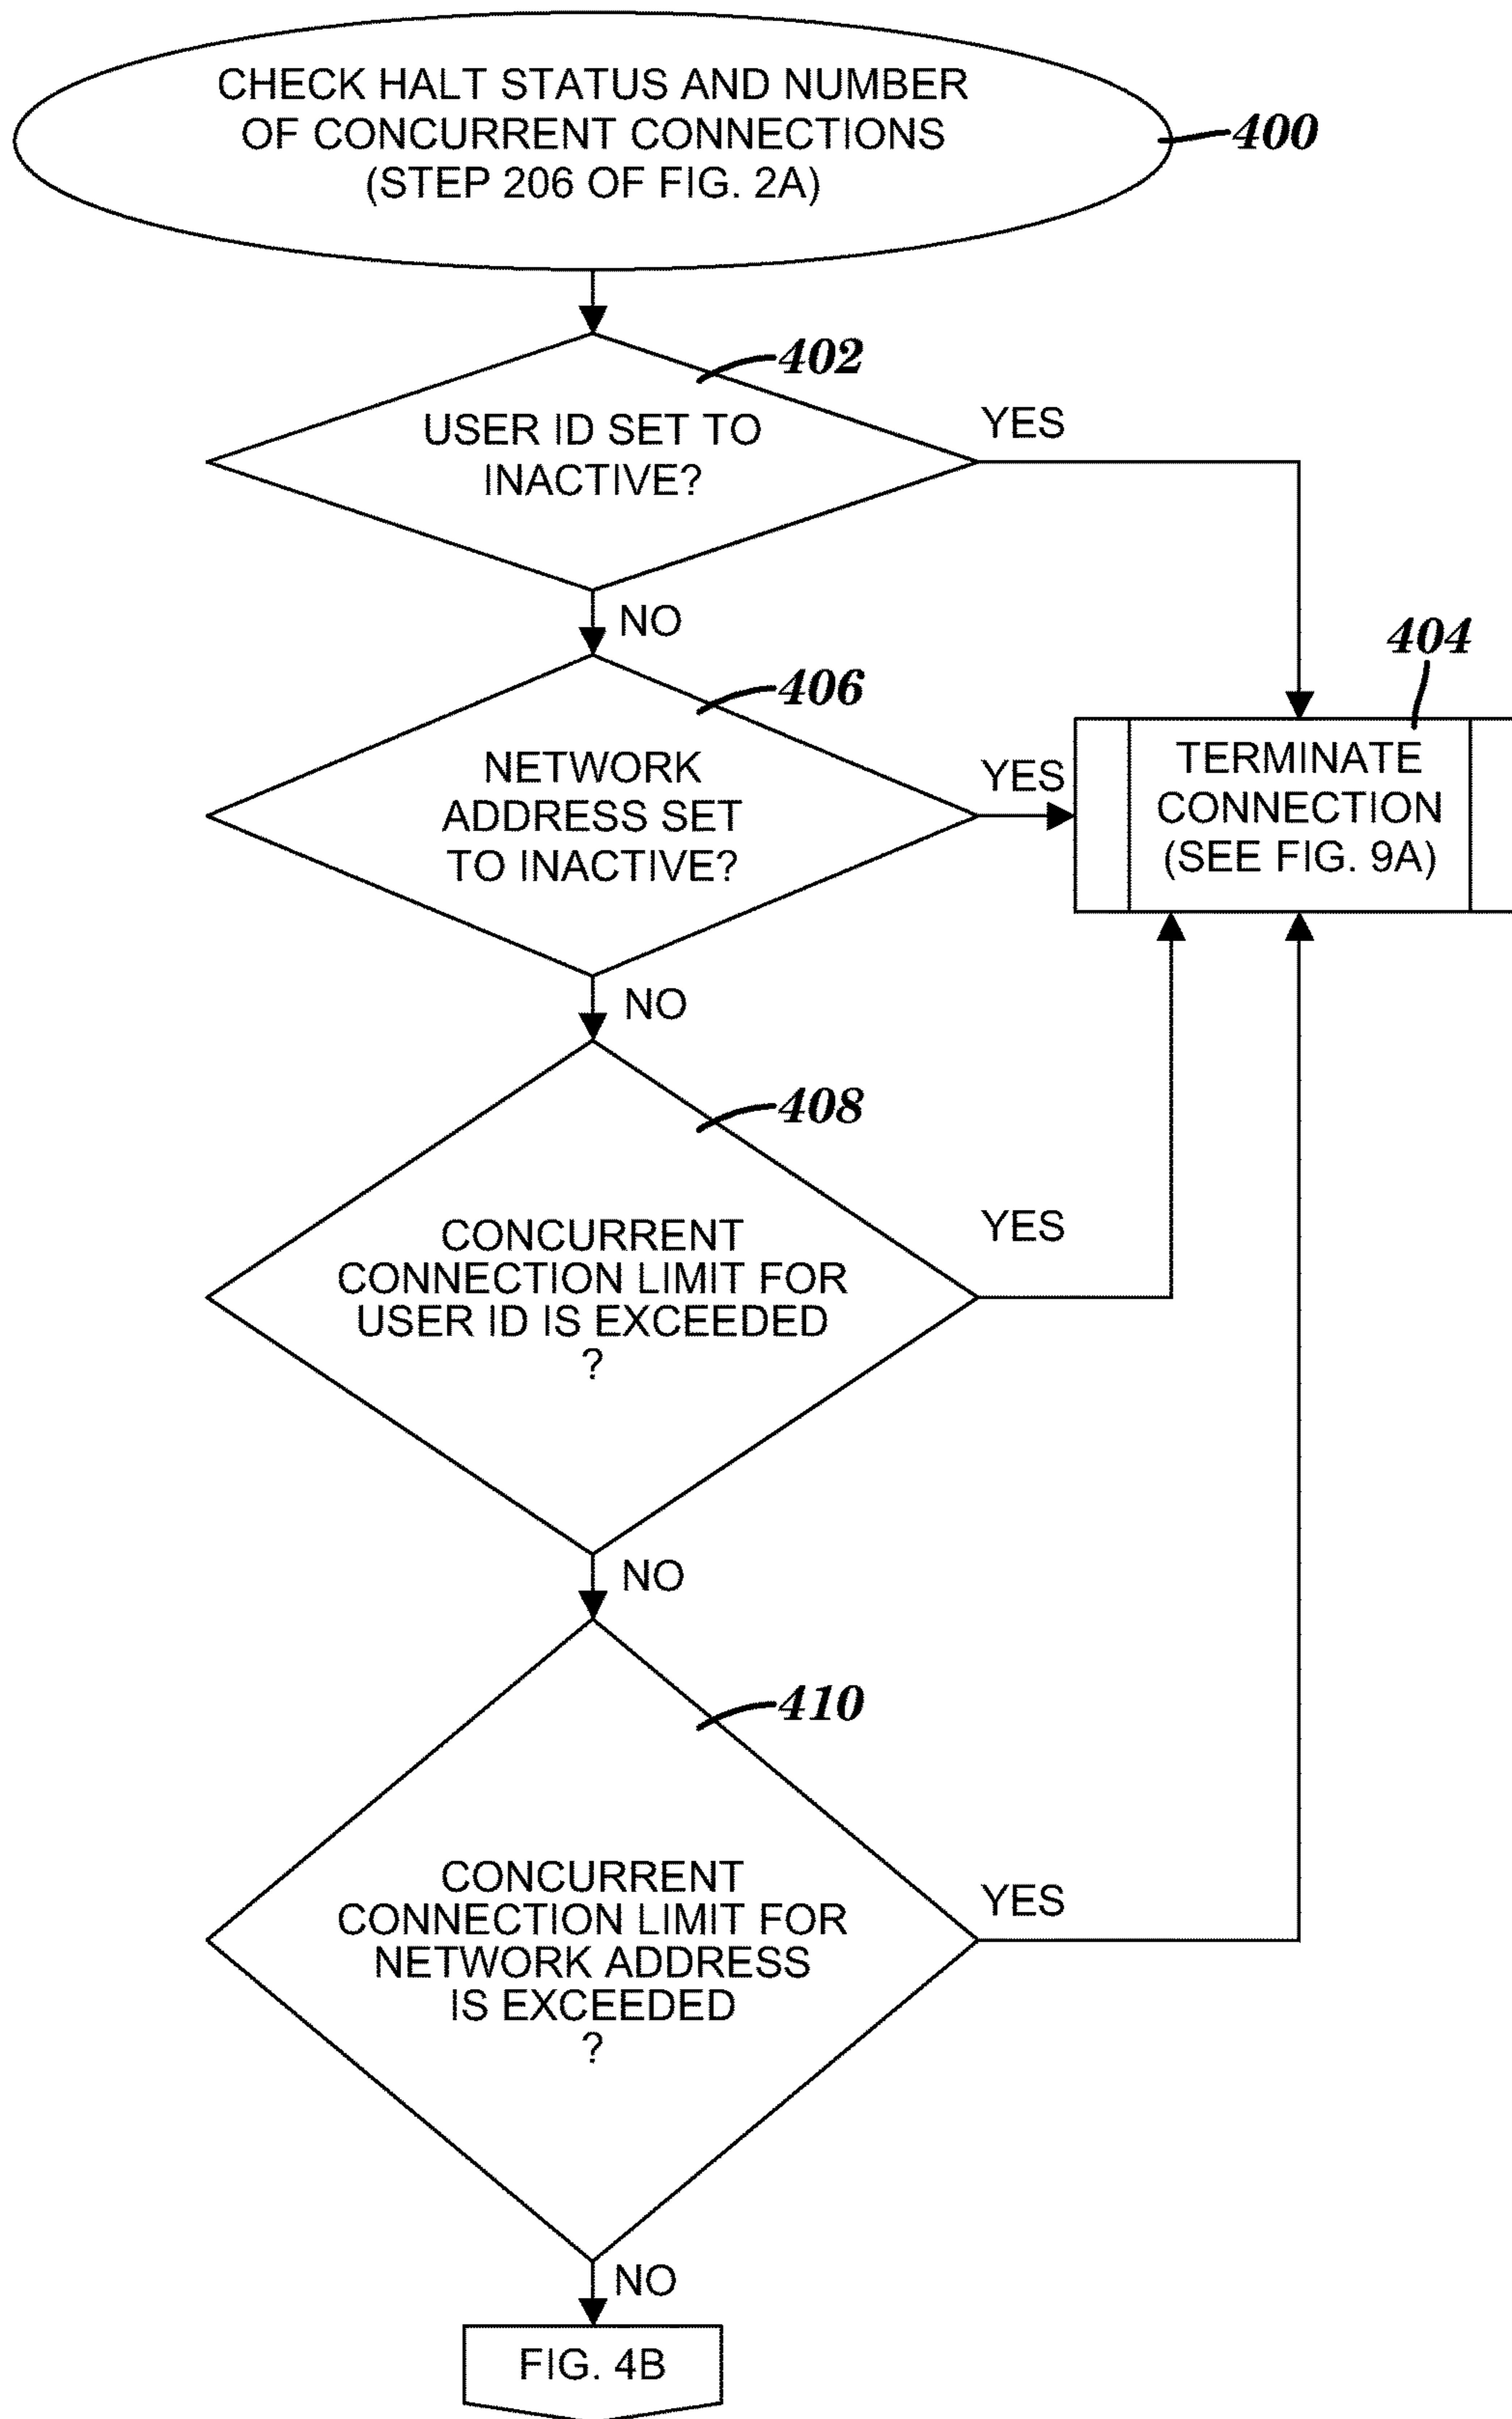 CHECK HALT STATUS AND NUMBER
OF CONCURRENT CONNECTIONS
(STEP 206 OF FIG. 2A)
400
402
USER ID SET TO
INACTIVE?
YES
NO
404
406
NETWORK
ADDRESS SET
TO INACTIVE?
YES
TERMINATE
CONNECTION
(SEE FIG. 9A)
NO
408
CONCURRENT
CONNECTION LIMIT FOR
USER ID IS EXCEEDED
?
YES
NO
410
CONCURRENT
CONNECTION LIMIT FOR
NETWORK ADDRESS
IS EXCEEDED
?
YES
NO
FIG. 4B